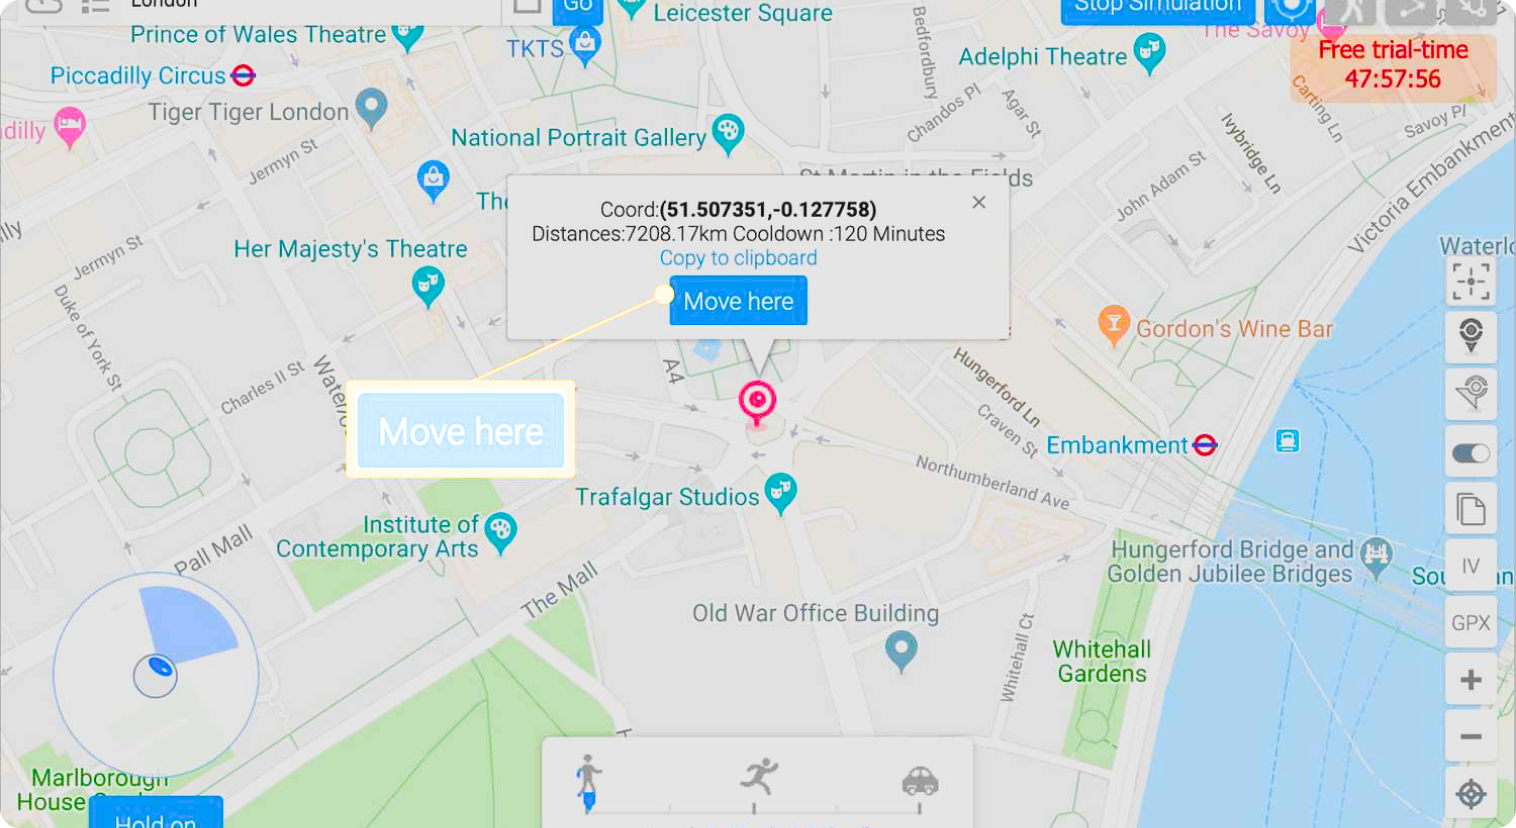 London
Go
Stop Simulation
Leicester Square
Prince of Wales Theatre
TKTS
Bedfordbury
Adelphi Theatre
The Savoy
Free trial-time
47:57:56
Piccadilly Circus
Tiger Tiger London
National Portrait Gallery
Chandos Pl
Agar St
Carting Ln
Savoy Pl
Ivybridge Ln
dilly
Jermyn St
John Adam St
Victoria Embankment
St Martin in the Fields
The
Coord:(51.507351,-0.127758)
Distances:7208.17km Cooldown :120 Minutes
Copy to clipboard
Move here
lly
Jermyn St
Her Majesty's Theatre
Waterlo
Duke of York St
Charles II St
Waterlo
A4
Gordon's Wine Bar
Hungerford Ln
Craven St
Move here
Embankment
Northumberland Ave
Trafalgar Studios
Institute of
Contemporary Arts
Pall Mall
The Mall
Hungerford Bridge and
Golden Jubilee Bridges
IV
Old War Office Building
GPX
Whitehall Ct
Whitehall
Gardens
Marlborough
House
Hold on